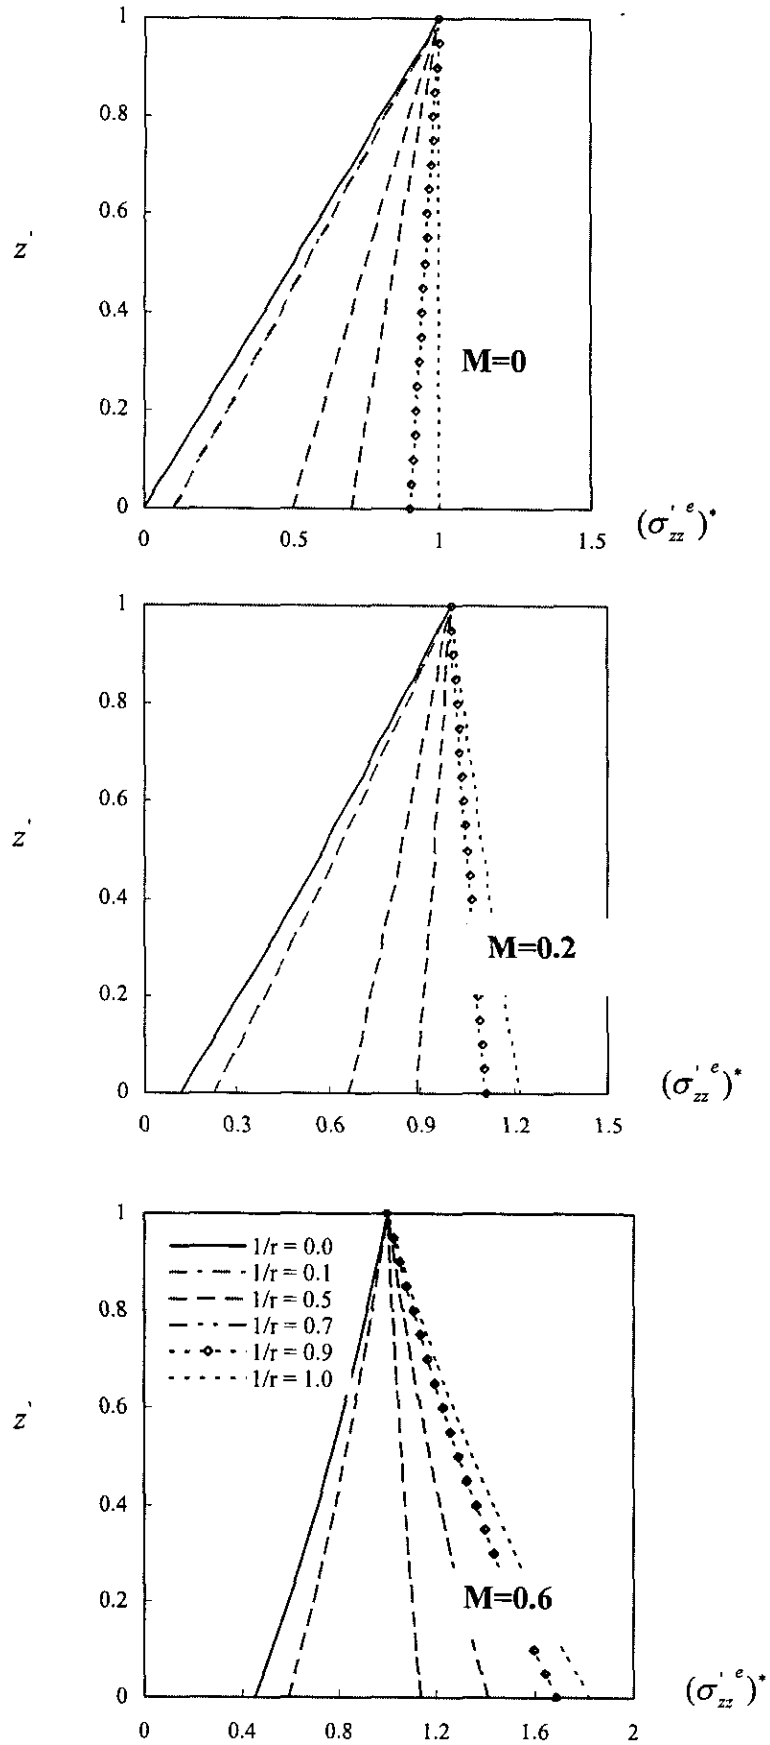 1
0.8
0.6
z'
0.4
M=0
0.2
0
0 0.5 1 1.5
(σ'zz e)*
1
0.8
0.6
z'
0.4
M=0.2
0.2
0
0 0.3 0.6 0.9 1.2 1.5
(σ'zz e)*
1
1/r = 0.0
1/r = 0.1
1/r = 0.5
0.8
1/r = 0.7
1/r = 0.9
1/r = 1.0
0.6
z'
0.4
M=0.6
0.2
0
0 0.4 0.8 1.2 1.6 2
(σ'zz e)*